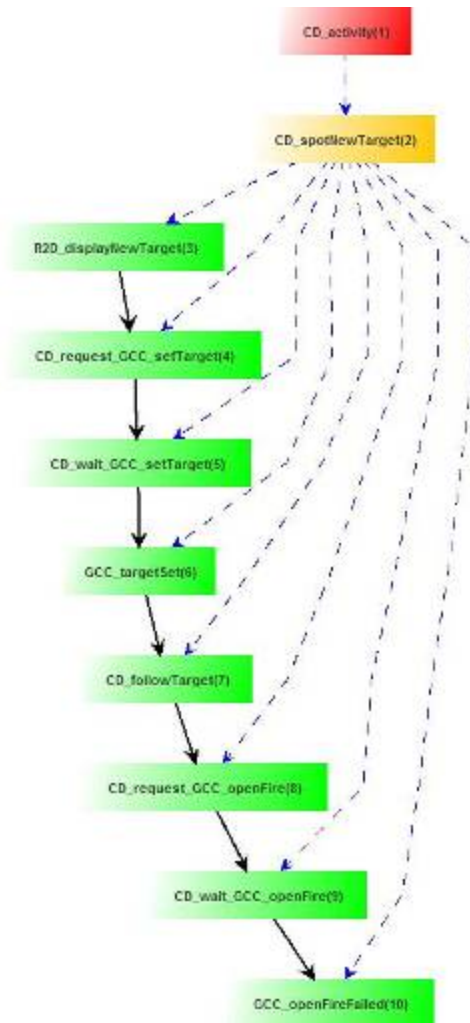 CD_activity(1)
CD_spotNewTarget(2)
R2D_displayNewTarget(3)
CD_request_GCC_setTarget(4)
CD_wait_GCC_setTarget(5)
GCC_targetSet(6)
CD_followTarget(7)
CD_request_GCC_openFire(8)
CD_wait_GCC_openFire(9)
GCC_openFireFailed(10)